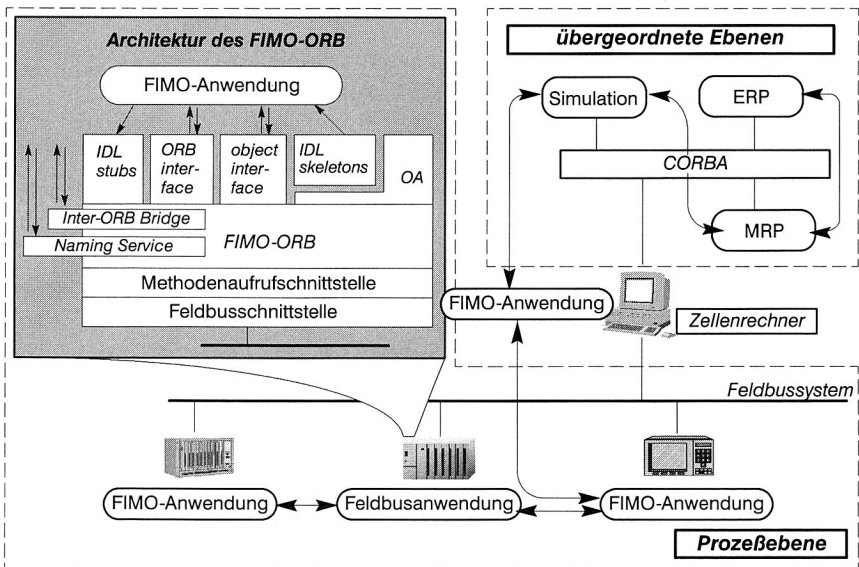 Architektur des FIMO-ORB
FIMO-Anwendung
IDL
stubs
ORB
inter-
face
object
inter-
face
IDL
skeletons
OA
Inter-ORB Bridge
Naming Service
FIMO-ORB
Methodenaufrufschnittstelle
Feldbusschnittstelle
übergeordnete Ebenen
Simulation
ERP
CORBA
MRP
FIMO-Anwendung
Zellenrechner
Feldbussystem
FIMO-Anwendung
Feldbusanwendung
FIMO-Anwendung
Prozeßebene